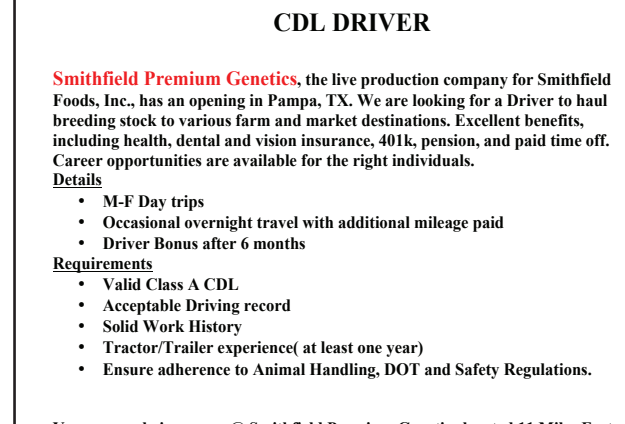 CDL DRIVER
Smithfield Premium Genetics, the live production company for Smithfield
Foods, Inc., has an opening in Pampa, TX. We are looking for a Driver to haul
breeding stock to various farm and market destinations. Excellent benefits,
including health, dental and vision insurance, 401k, pension, and paid time off.
Career opportunities are available for the right individuals.
Details
• M-F Day trips
• Occasional overnight travel with additional mileage paid
• Driver Bonus after 6 months
Requirements
• Valid Class A CDL
• Acceptable Driving record
• Solid Work History
• Tractor/Trailer experience( at least one year)
• Ensure adherence to Animal Handling, DOT and Safety Regulations.